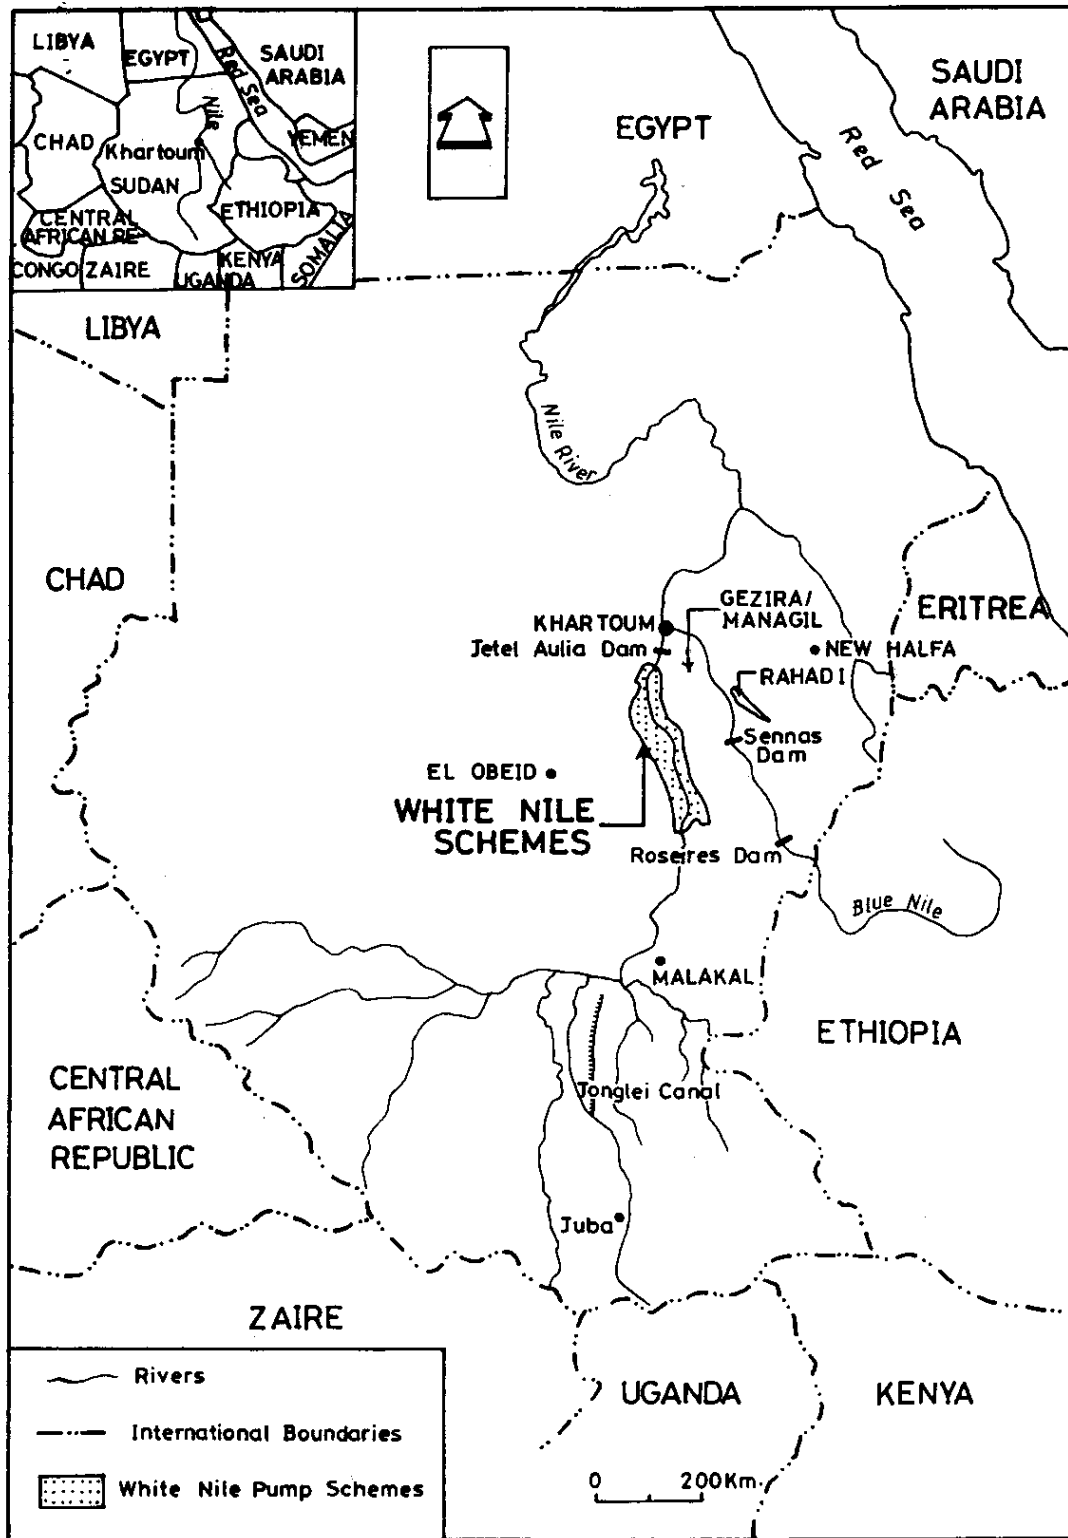 LIBYA
EGYPT
Red Sea
SAUDI
ARABIA
CHAD
Nile
Khartoum
SUDAN
YEMEN
ETHIOPIA
CENTRAL
AFRICAN RE
CONGO
ZAIRE
UGANDA
KENYA
SOMALIA
EGYPT
SAUDI
ARABIA
Red Sea
LIBYA
Nile River
CHAD
KHARTOUM
Jetel Aulia Dam
GEZIRA/
MANAGIL
ERITREA
NEW HALFA
RAHAD I
Sennas
Dam
EL OBEID
WHITE NILE
SCHEMES
Roseires Dam
Blue Nile
MALAKAL
ETHIOPIA
CENTRAL
AFRICAN
REPUBLIC
Jonglei Canal
Juba
ZAIRE
UGANDA
KENYA
Rivers
International Boundaries
White Nile Pump Schemes
0 200Km.